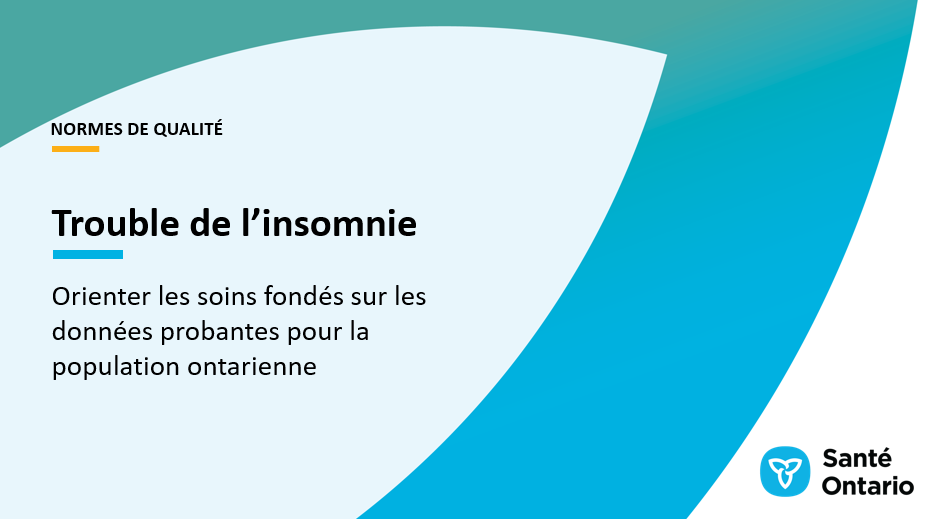 NORMES DE QUALITÉ
Trouble de l’insomnie
Orienter les soins fondés sur les
données probantes pour la
population ontarienne
Santé
Ontario